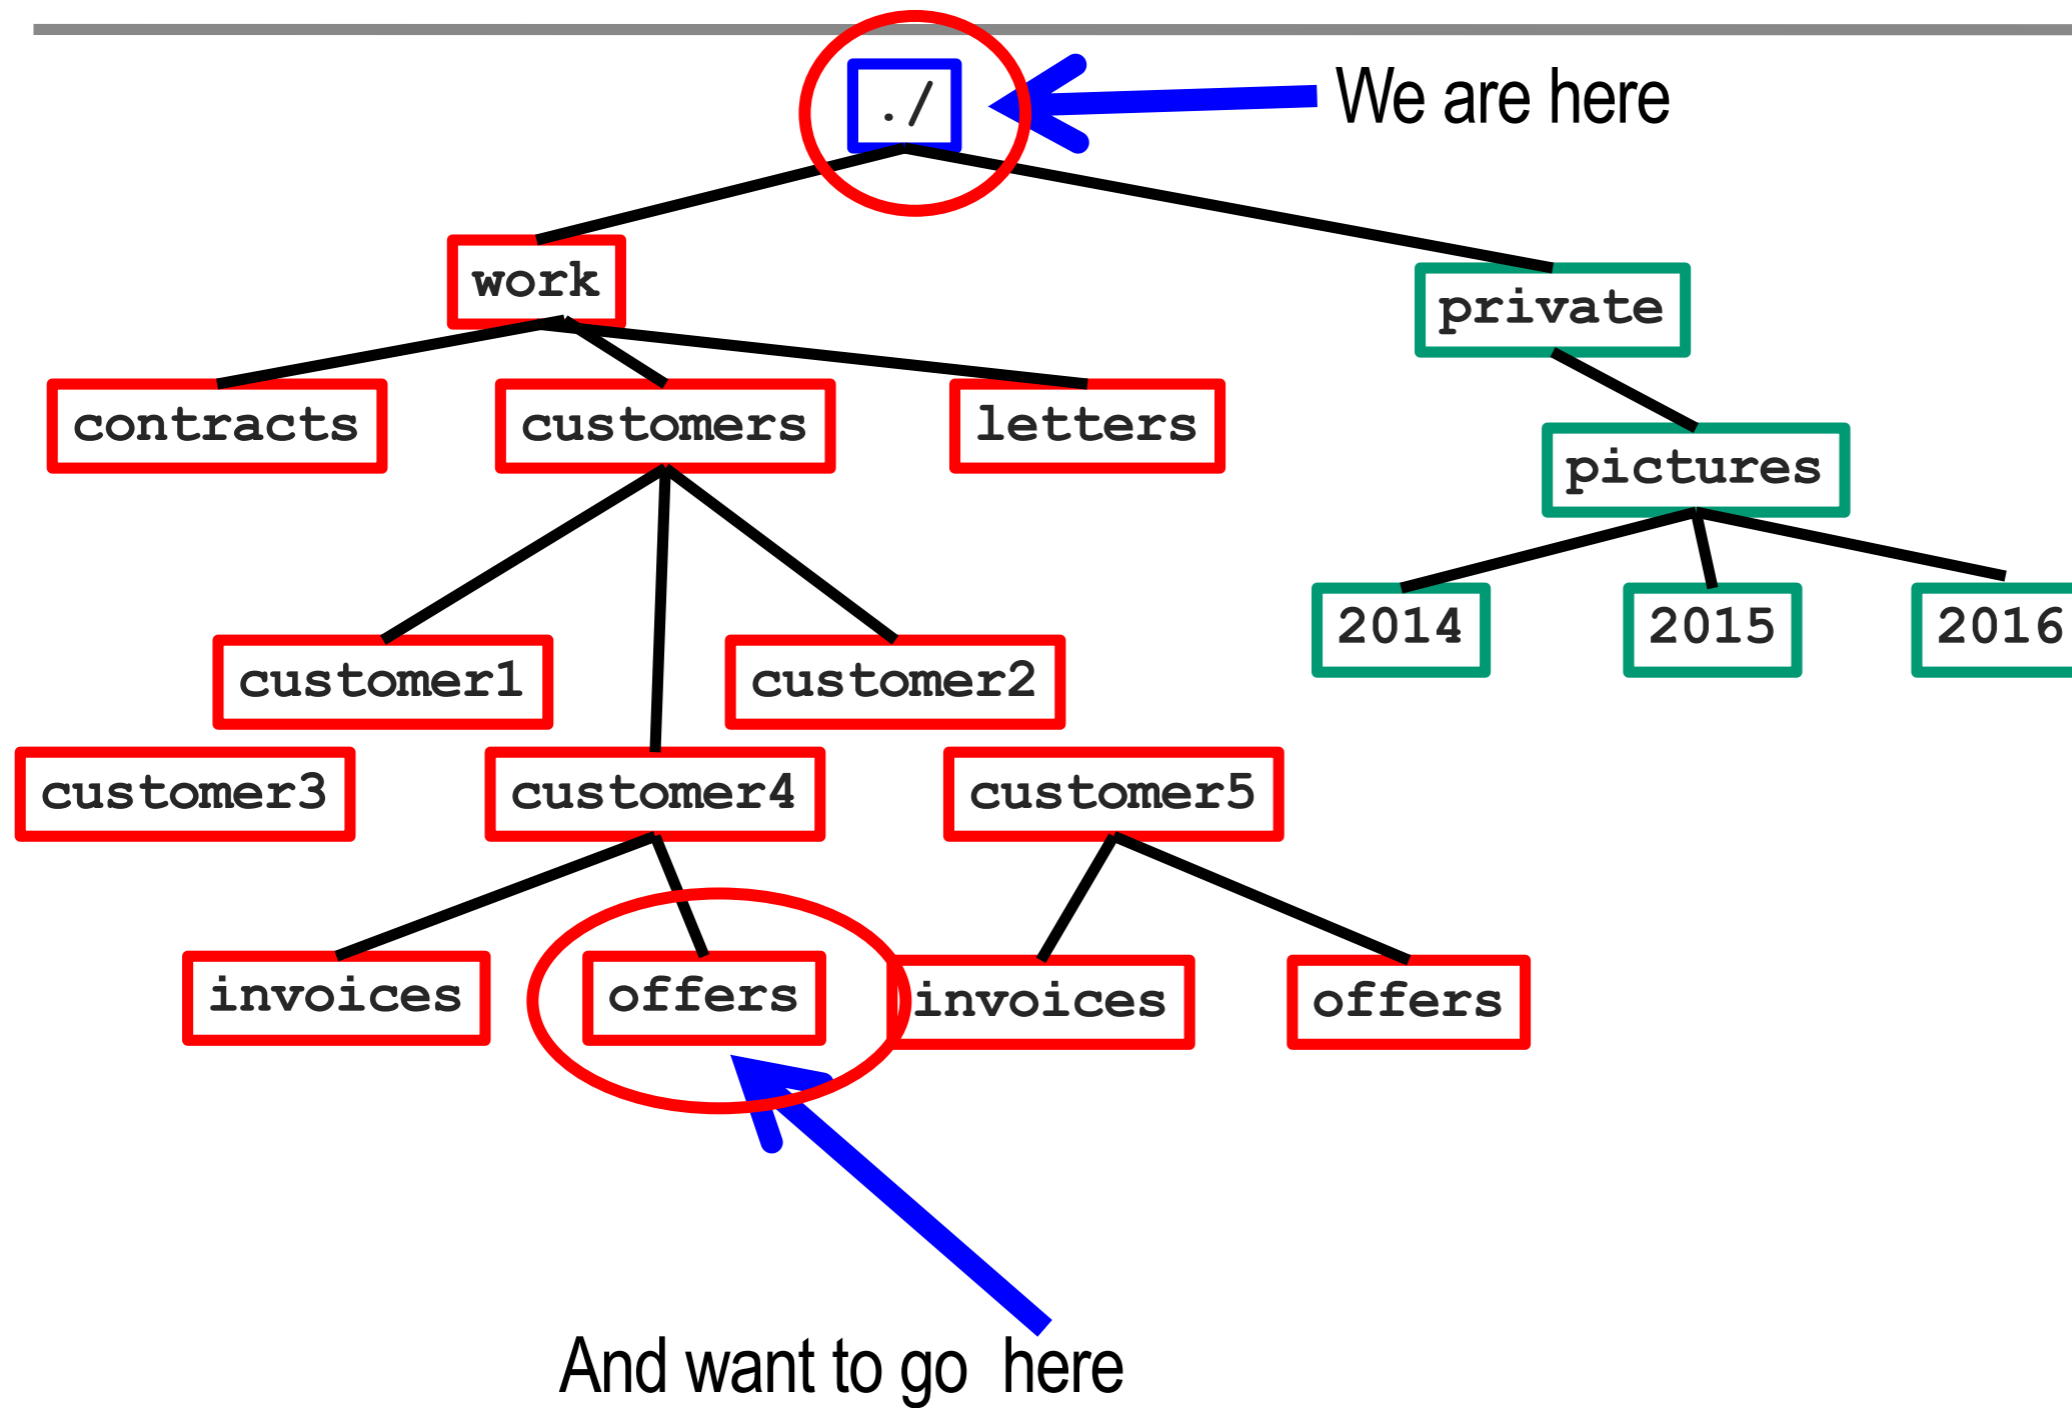 ./
We are here
work
private
contracts
customers
letters
pictures
2014
2015
2016
customer1
customer2
customer3
customer4
customer5
invoices
offers
invoices
offers
And want to go here